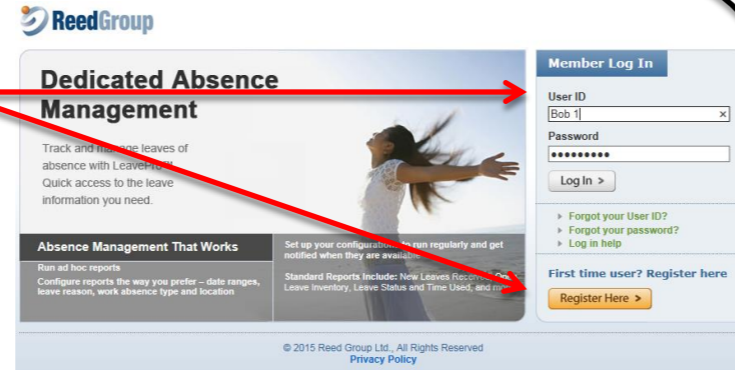 ReedGroup
Dedicated Absence
Management
Track and manage leaves of
absence with
Quick access to the leave
information you need.
Absence Management That Works
Run ad hoc reports
Configure reports the way you prefer – date ranges,
leave reason, work absence type and location
Set up your configurations to run regularly and get
notified when they are available
Standard Reports Include: New Leaves Received, Open
Leave Inventory, Leave Status and Time Used, and
Member Log In
User ID
Bob 1
x
Password
•••••••••
Log In >
Forgot your User ID?
Forgot your password?
Log in help
First time user? Register here
Register Here >
© 2015 Reed Group Ltd., All Rights Reserved
Privacy Policy